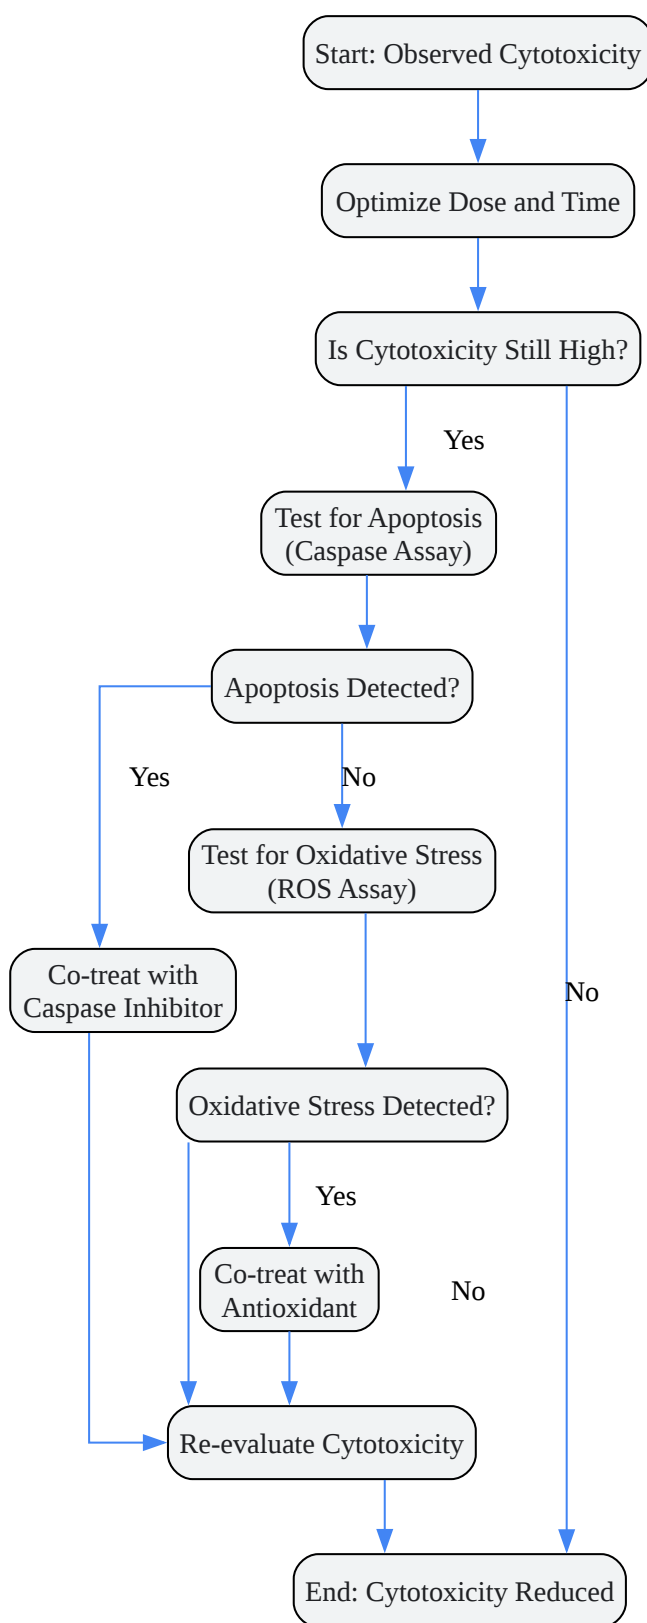 Start: Observed Cytotoxicity
Optimize Dose and Time
Is Cytotoxicity Still High?
Yes
Test for Apoptosis
(Caspase Assay)
Apoptosis Detected?
Yes
No
Test for Oxidative Stress
(ROS Assay)
Co-treat with
Caspase Inhibitor
No
Oxidative Stress Detected?
Yes
Co-treat with
Antioxidant
No
Re-evaluate Cytotoxicity
End: Cytotoxicity Reduced